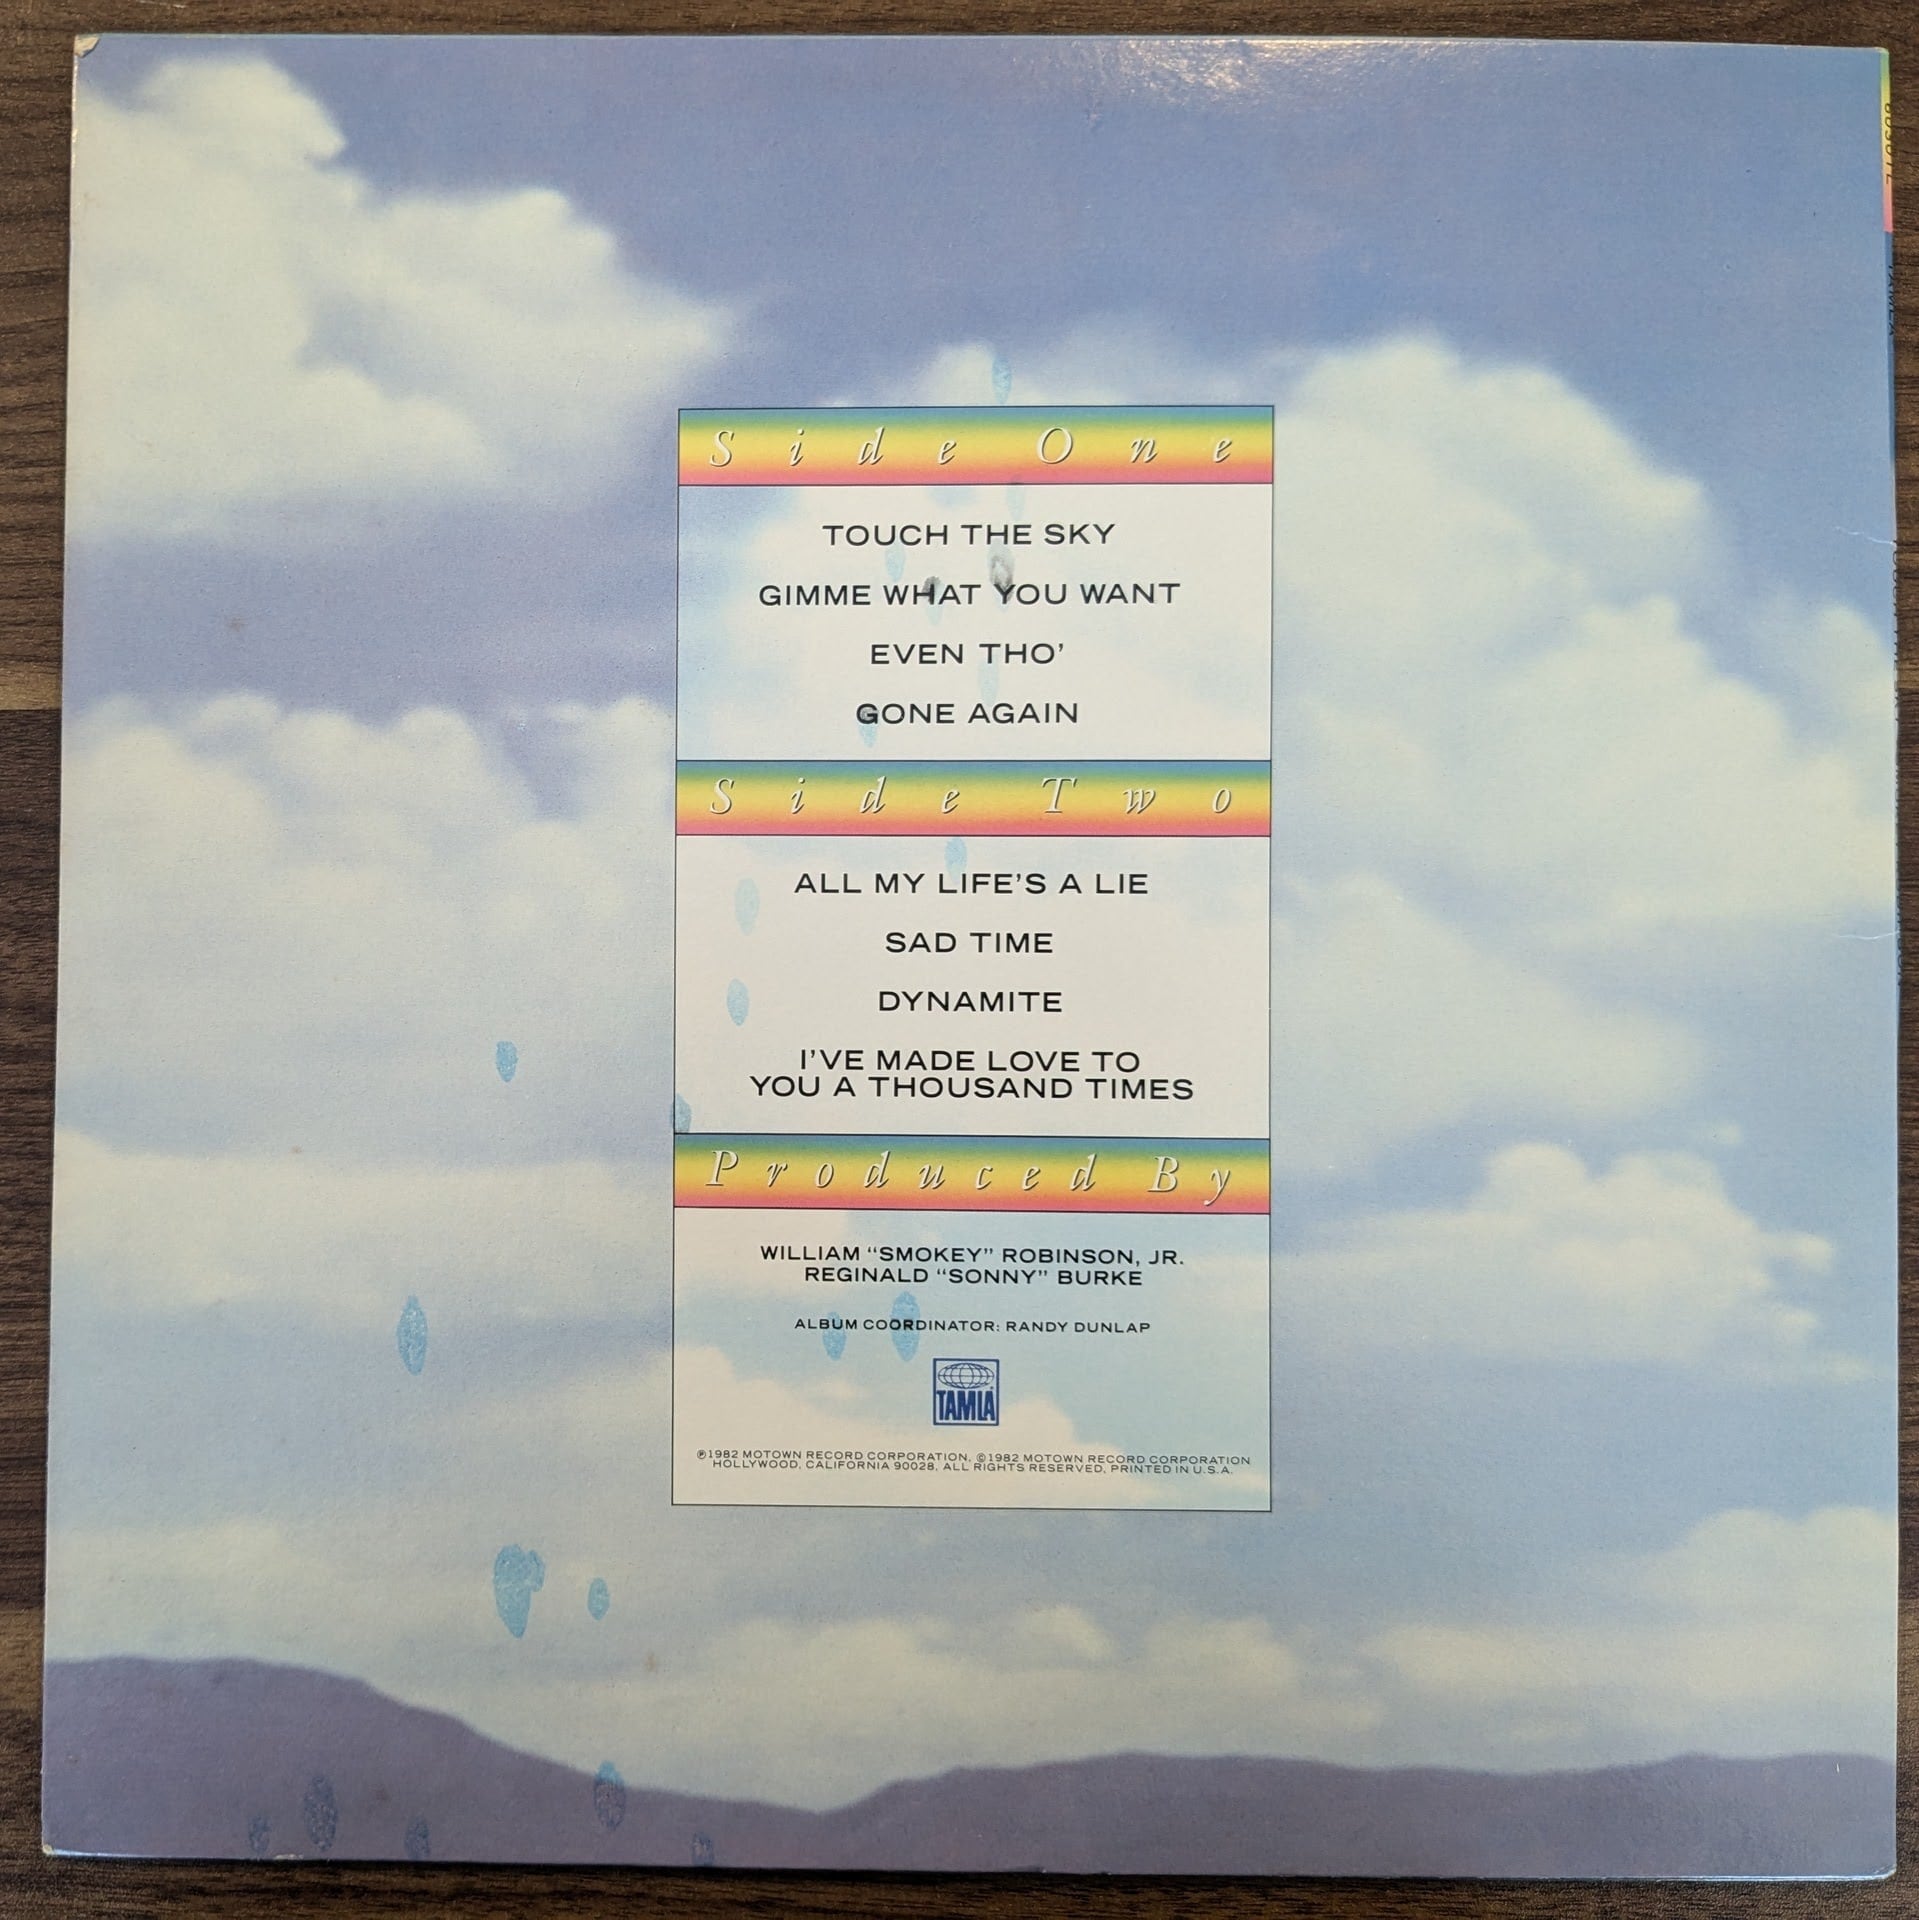 Side One
TOUCH THE SKY
GIMME WHAT YOU WANT
EVEN THO’
GONE AGAIN
Side Two
ALL MY LIFE’S A LIE
SAD TIME
DYNAMITE
I’VE MADE LOVE TO
YOU A THOUSAND TIMES
Produced By
WILLIAM “SMOKEY” ROBINSON, JR.
REGINALD “SONNY” BURKE
ALBUM COORDINATOR: RANDY DUNLAP
TAMLA
℗1982 MOTOWN RECORD CORPORATION, ©1982 MOTOWN RECORD CORPORATION
HOLLYWOOD, CALIFORNIA 90028, ALL RIGHTS RESERVED, PRINTED IN U.S.A.